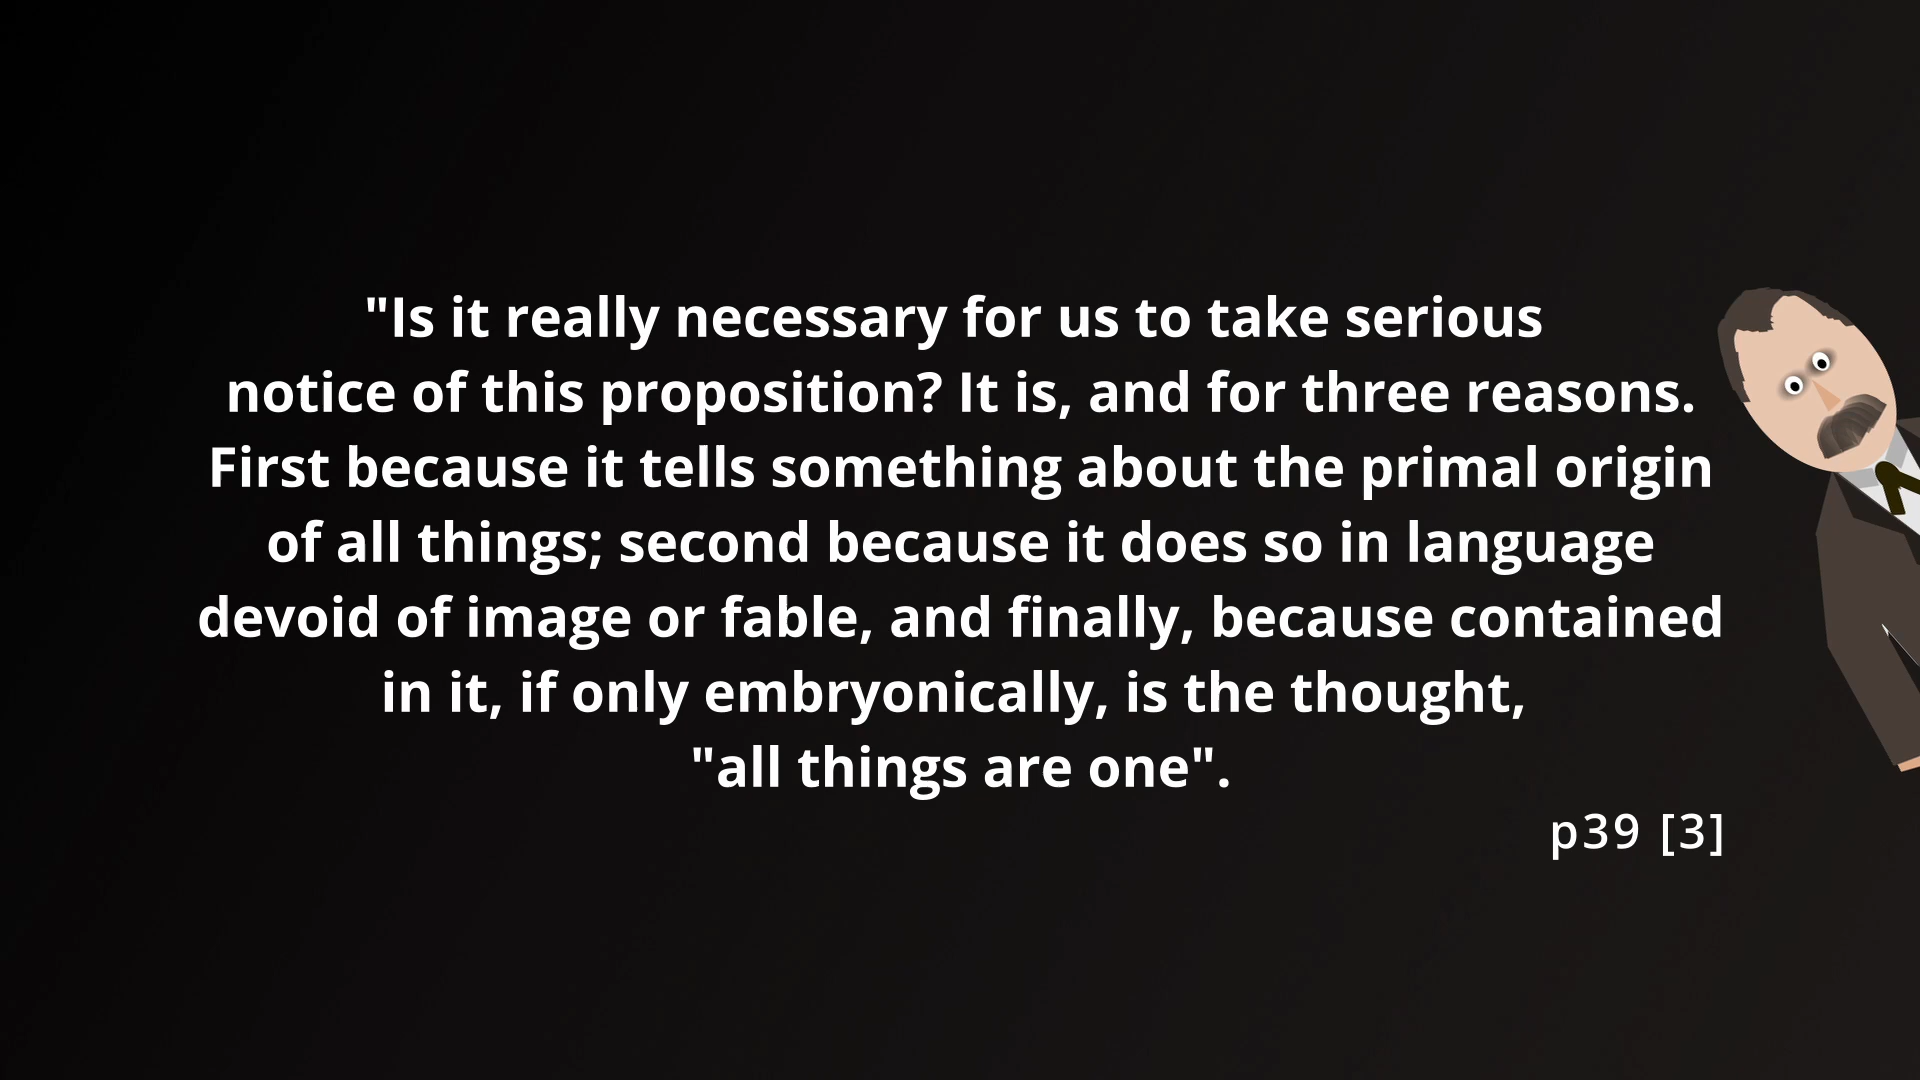 "Is it really necessary for us to take serious
notice of this proposition? It is, and for three reasons.
First because it tells something about the primal origin
of all things; second because it does so in language
devoid of image or fable, and finally, because contained
in it, if only embryonically, is the thought,
"all things are one".
p39 [3]